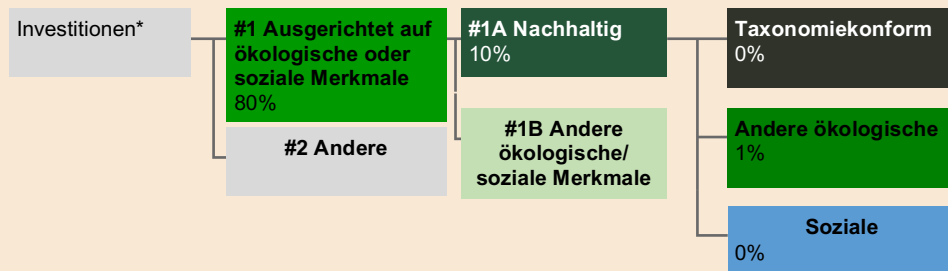 Investitionen*
#1 Ausgerichtet auf
ökologische oder
soziale Merkmale
80%
#2 Andere
#1A Nachhaltig
10%
#1B Andere
ökologische/
soziale Merkmale
Taxonomiekonform
0%
Andere ökologische
1%
Soziale
0%